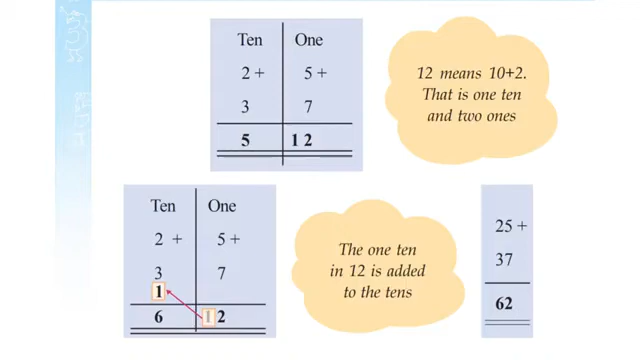 Ten One
2 + 5 +
3 7
5 1 2
12 means 10+2.
That is one ten
and two ones
Ten One
2 + 5 +
3 7
1
6 1 2
The one ten
in 12 is added
to the tens
25 +
37
62